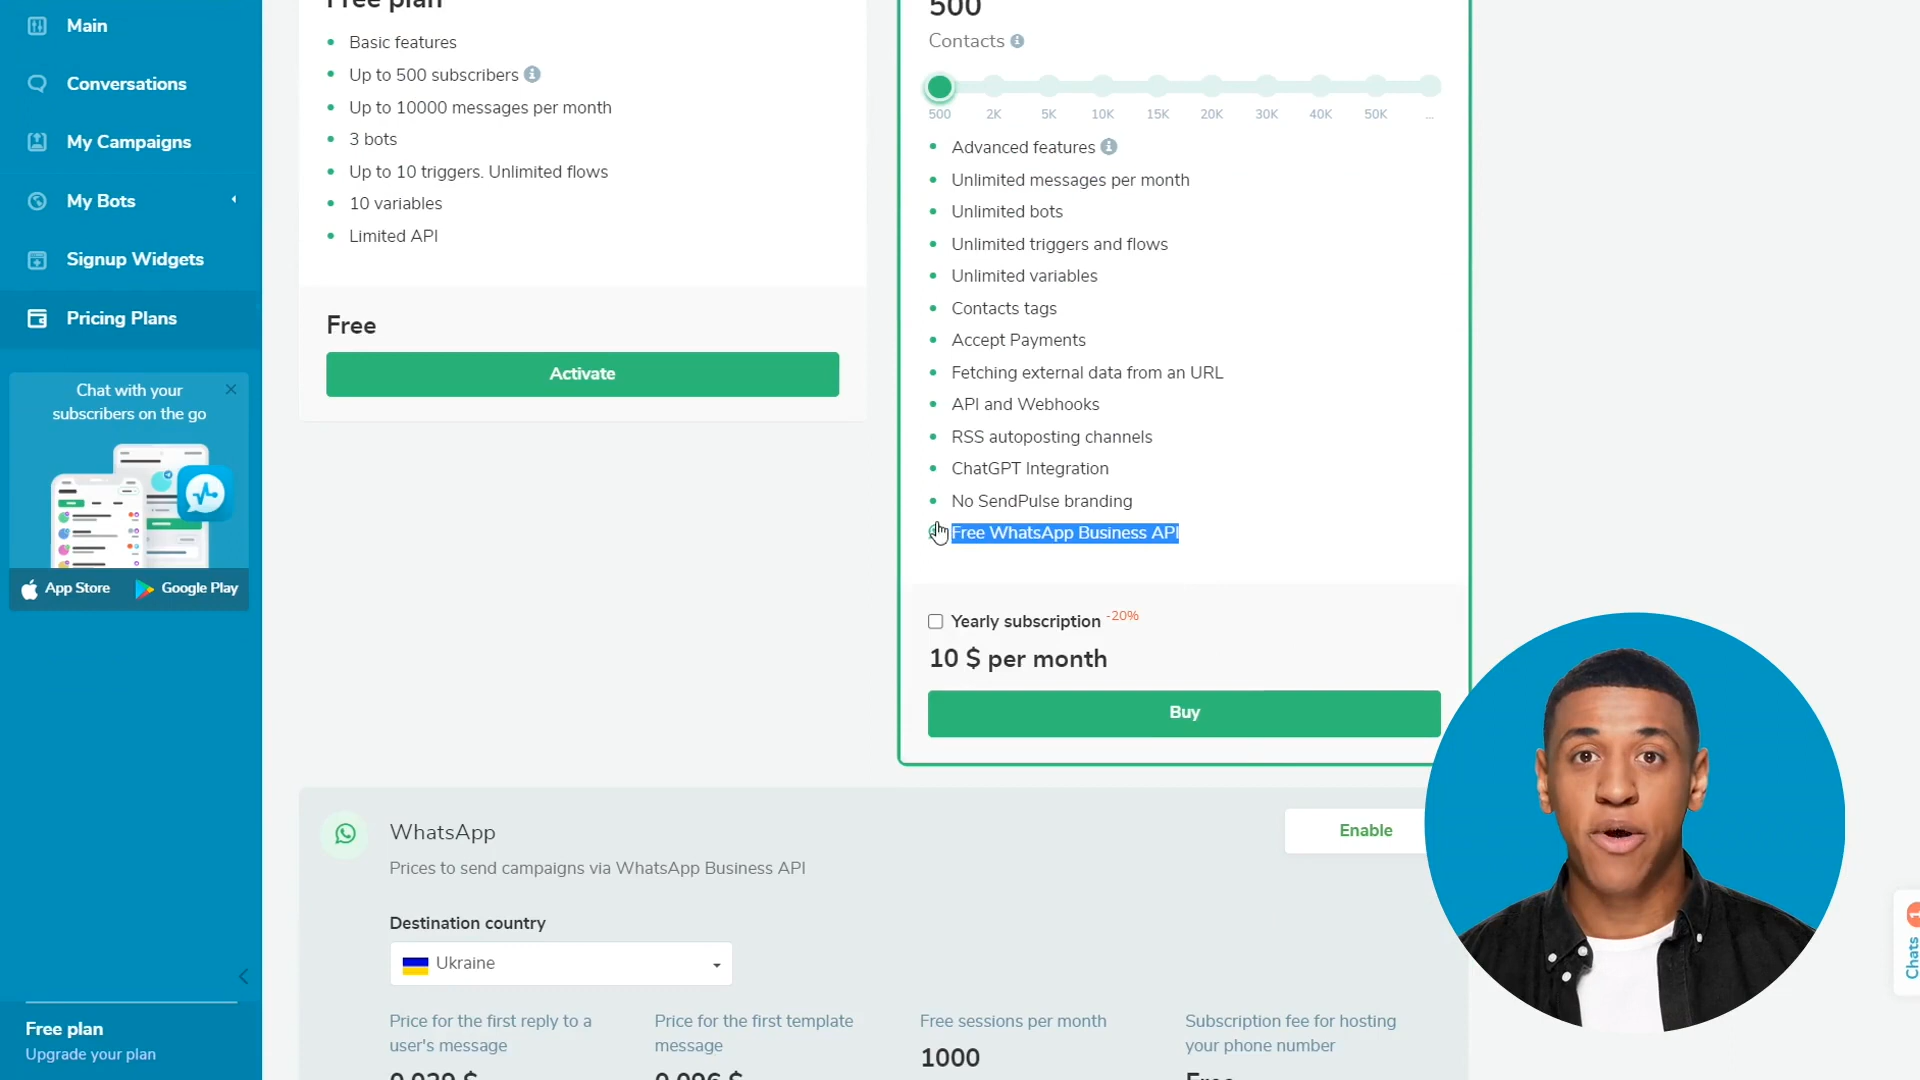 Main
Conversations
My Campaigns
My Bots
Signup Widgets
Pricing Plans
Chat with your
subscribers on the go
App Store
Google Play
Free plan
Upgrade your plan
Free plan
Basic features
Up to 500 subscribers
Up to 10000 messages per month
3 bots
Up to 10 triggers. Unlimited flows
10 variables
Limited API
Free
Activate
500
Contacts
500 2K 5K 10K 15K 20K 30K 40K 50K ...
Advanced features
Unlimited messages per month
Unlimited bots
Unlimited triggers and flows
Unlimited variables
Contacts tags
Accept Payments
Fetching external data from an URL
API and Webhooks
RSS autoposting channels
ChatGPT Integration
No SendPulse branding
Free WhatsApp Business API
Yearly subscription -20%
10 $ per month
Buy
WhatsApp
Enable
Prices to send campaigns via WhatsApp Business API
Destination country
Ukraine
Price for the first reply to a
user's message
Price for the first template
message
Free sessions per month
1000
Subscription fee for hosting
your phone number
Free
Chats
1